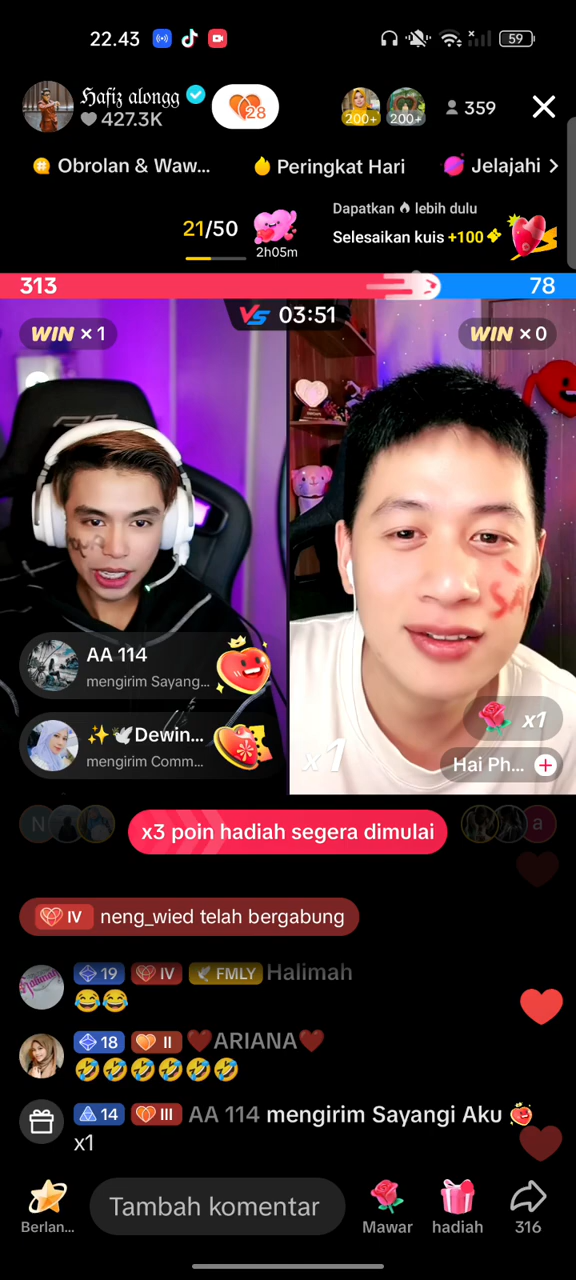 22.43
59
ℌafiz alongg
427.3K
28
200+
200+
359
Obrolan & Waw...
Peringkat Hari
Jelajahi
21/50
2h05m
Dapatkan 🔥 lebih dulu
Selesaikan kuis +100
313
78
VS 03:51
WIN × 1
WIN × 0
AA 114
mengirim Sayang...
✨🕊Dewin...
mengirim Comm...
x1
x1
Hai Ph...
N
a
x3 poin hadiah segera dimulai
IV neng_wied telah bergabung
19 IV FMLY Halimah
😂😂
18 II ❤️ARIANA❤️
🤣🤣🤣🤣🤣🤣
14 III AA 114 mengirim Sayangi Aku
x1
Berlan...
Tambah komentar
Mawar
hadiah
316